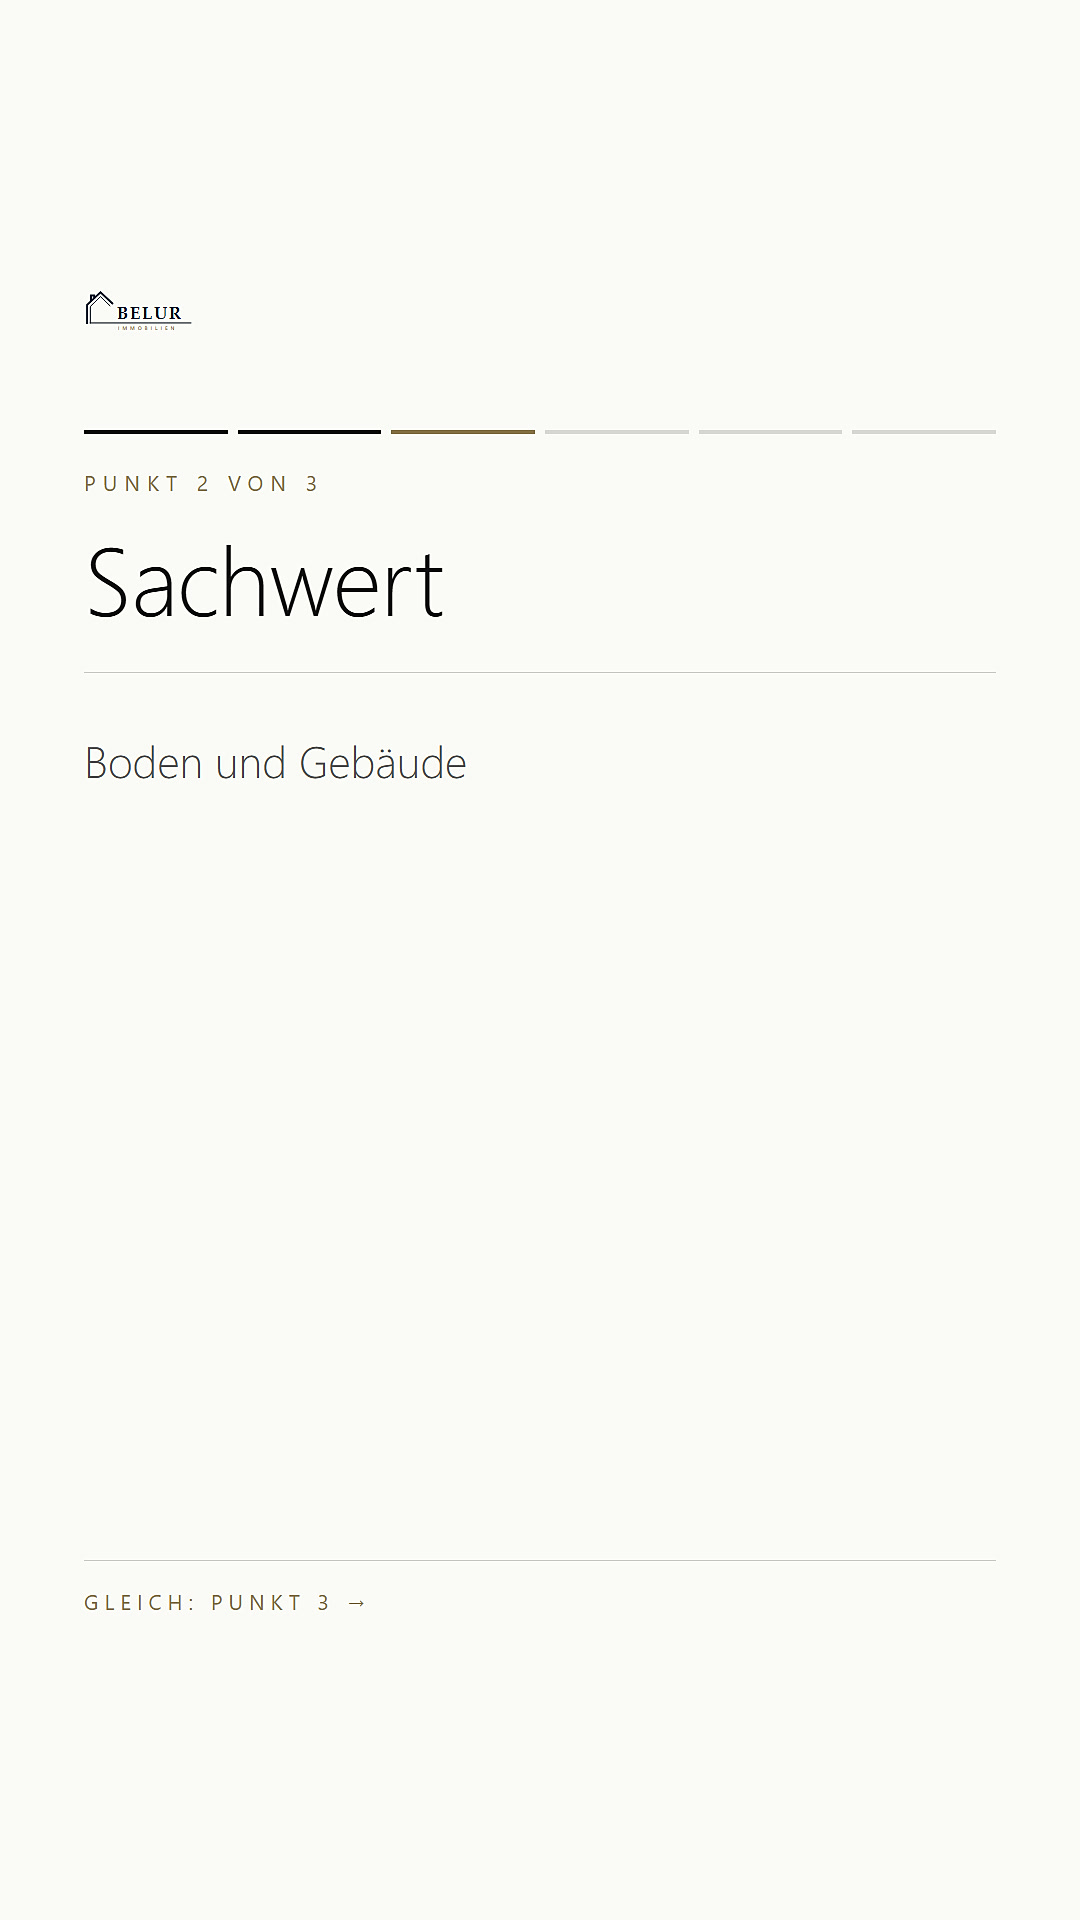 BELUR
IMMOBILIEN
PUNKT 2 VON 3
Sachwert
Boden und Gebäude
GLEICH: PUNKT 3 →